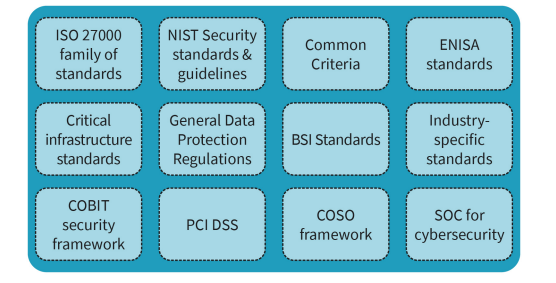 ISO 27000
family of
standards
NIST Security
standards &
guidelines
Common
Criteria
ENISA
standards
Critical
infrastructure
standards
General Data
Protection
Regulations
BSI Standards
Industry-
specific
standards
COBIT
security
framework
PCI DSS
COSO
framework
SOC for
cybersecurity